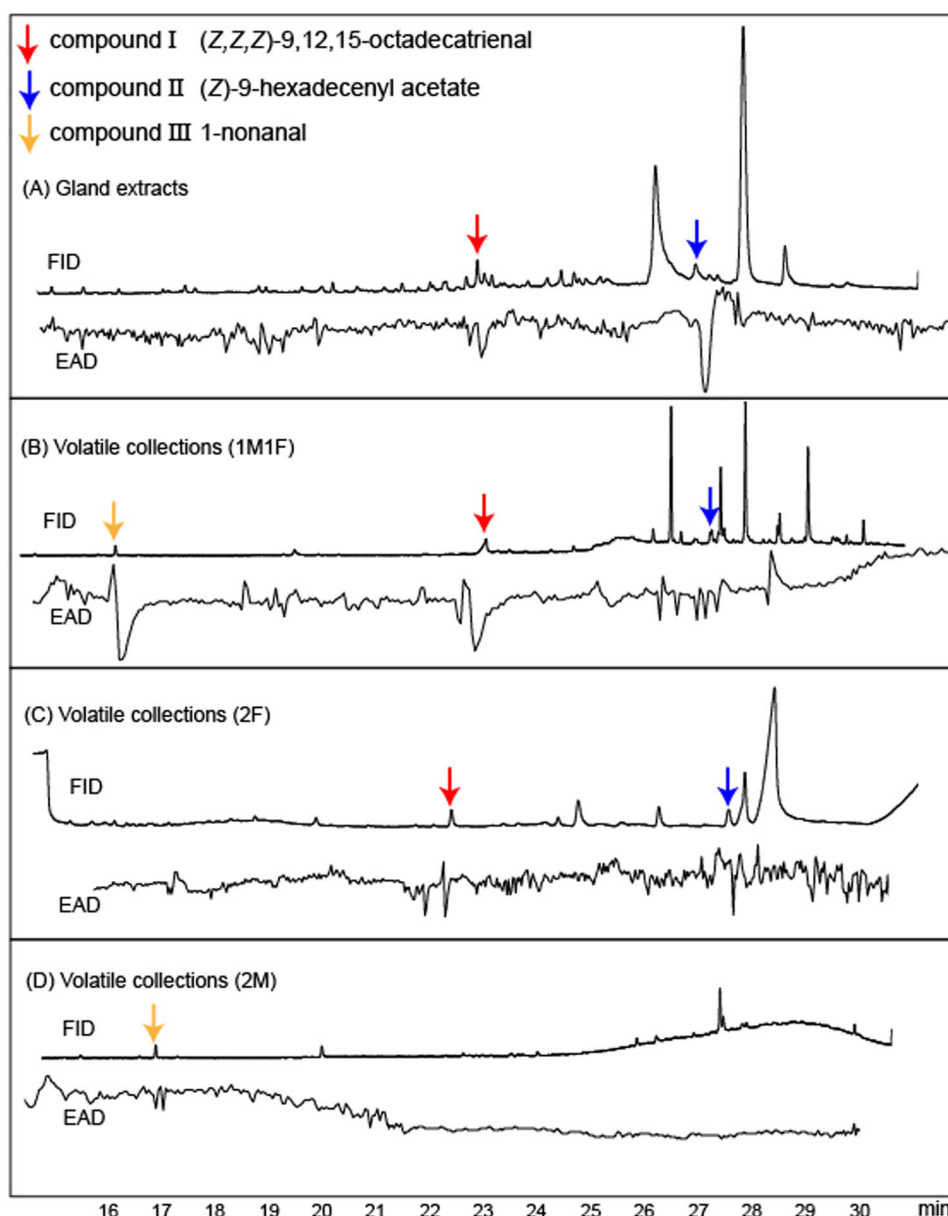 compound I (Z,Z,Z)-9,12,15-octadecatrienal
compound II (Z)-9-hexadecenyl acetate
compound III 1-nonanal
(A) Gland extracts
FID
EAD
(B) Volatile collections (1M1F)
FID
EAD
(C) Volatile collections (2F)
FID
EAD
(D) Volatile collections (2M)
FID
EAD
16 17 19 20 21 22 23 24 25 26 27 28 29 30 min